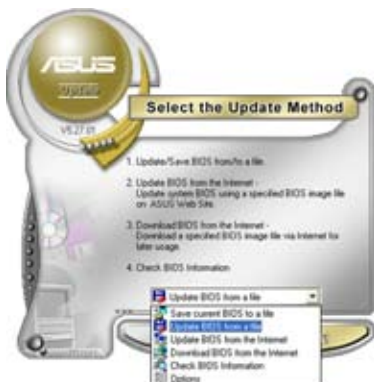 ASUS
Update
V5.27.01
Select the Update Method
1. Update/Save BIOS from/to a file.
2. Update BIOS from the Internet -
Update system BIOS using a specified BIOS image file
on ASUS Web Site.
3. Download BIOS from the Internet -
Download a specified BIOS image file via Internet for
later usage.
4. Check BIOS Information
Update BIOS from a file
Save current BIOS to a file
Update BIOS from a file
Update BIOS from the Internet
Download BIOS from the Internet
Check BIOS Information
Options